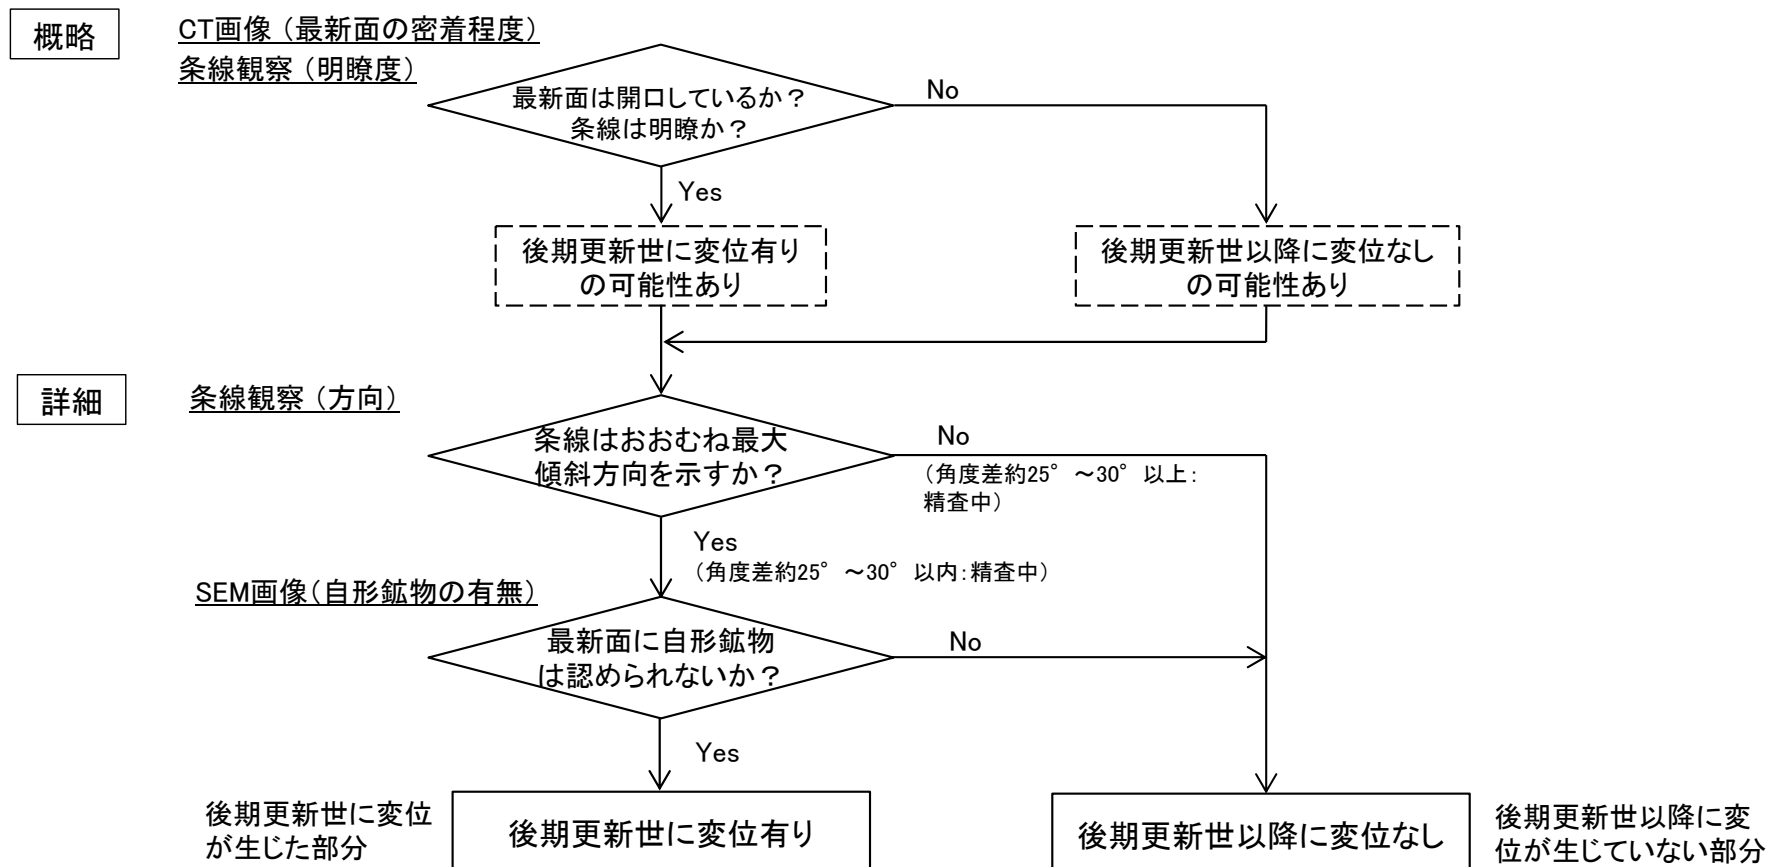 概略
CT画像（最新面の密着程度）
条線観察（明瞭度）
最新面は開口しているか？
条線は明瞭か？
No
Yes
後期更新世に変位有り
の可能性あり
後期更新世以降に変位なし
の可能性あり
詳細
条線観察（方向）
条線はおおむね最大
傾斜方向を示すか？
No
（角度差約25°～30°以上：
精査中）
Yes
（角度差約25°～30°以内：精査中）
SEM画像（自形鉱物の有無）
最新面に自形鉱物
は認められないか？
No
Yes
後期更新世に変位
が生じた部分
後期更新世に変位有り
後期更新世以降に変位なし
後期更新世以降に変
位が生じていない部分